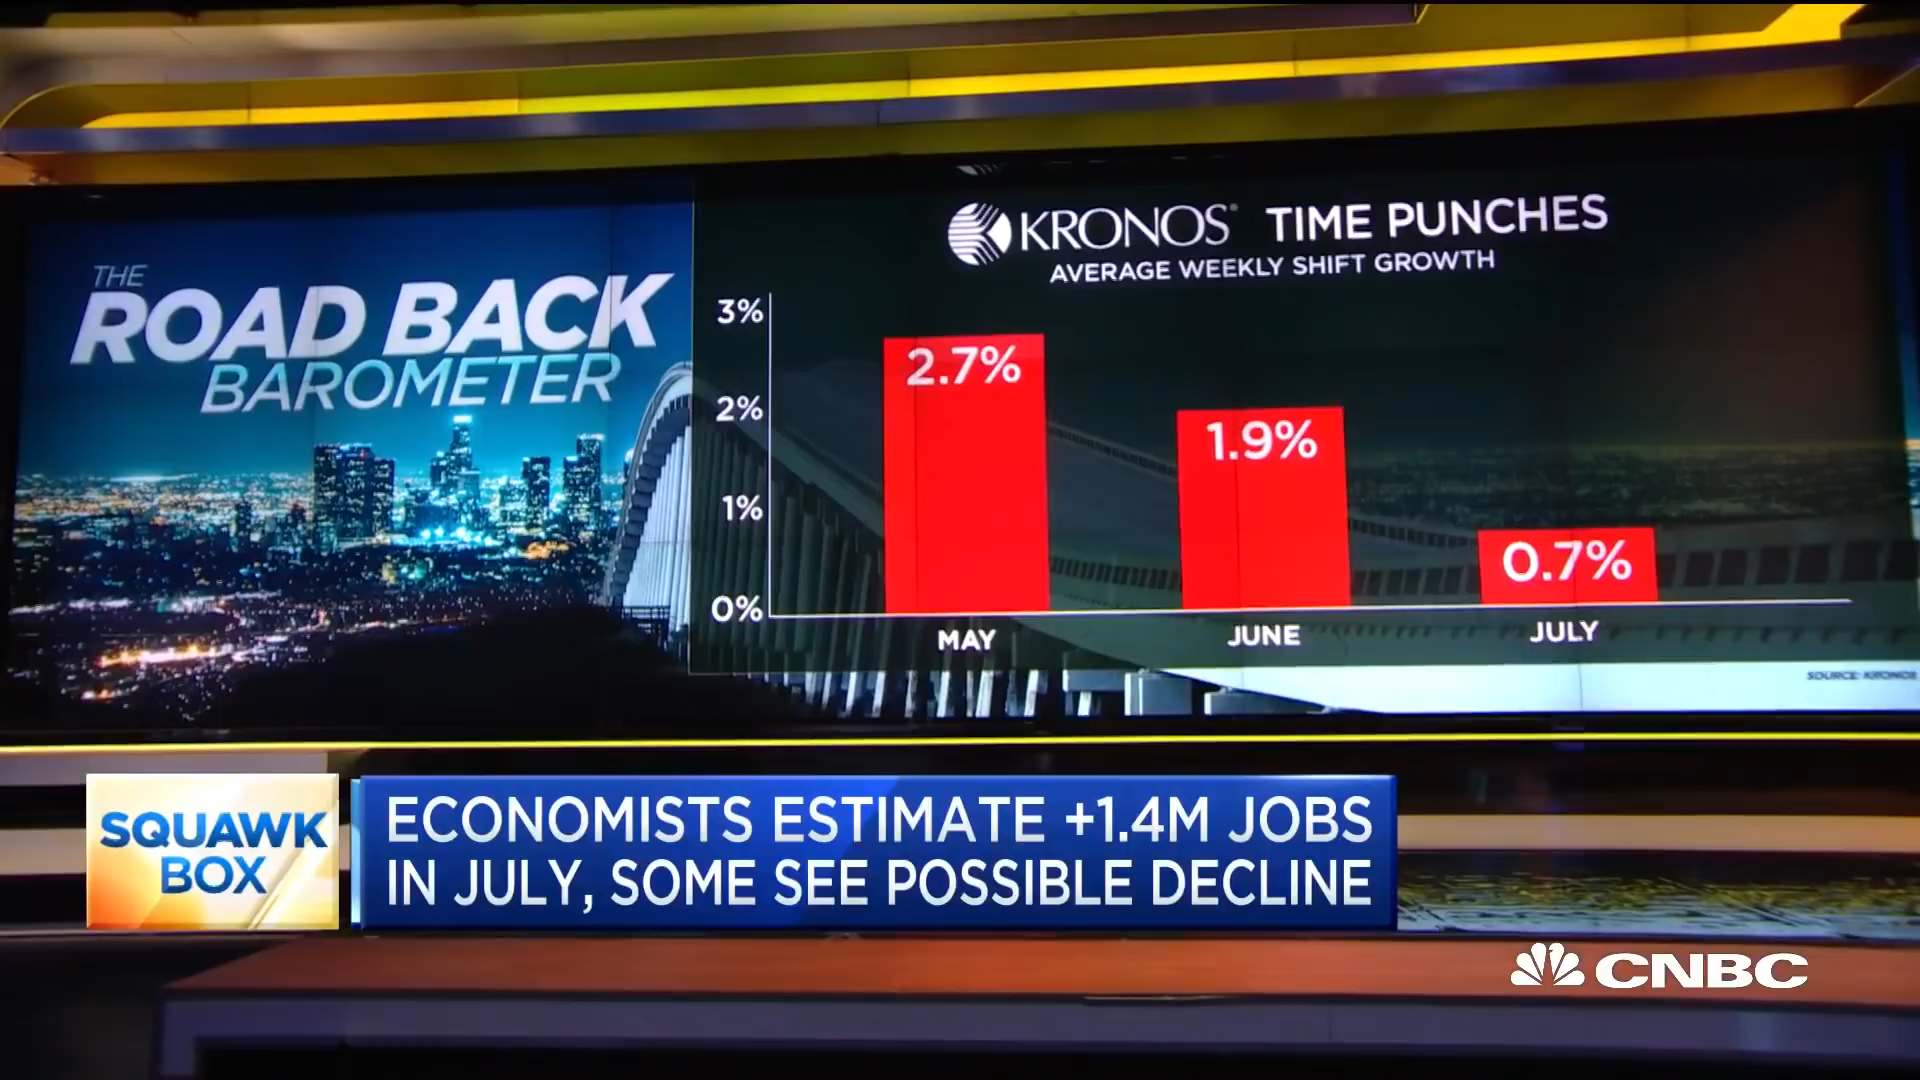 THE
ROAD BACK
BAROMETER
KRONOS® TIME PUNCHES
AVERAGE WEEKLY SHIFT GROWTH
3%
2%
1%
0%
2.7%
1.9%
0.7%
MAY
JUNE
JULY
SOURCE: KRONOS
SQUAWK
BOX
ECONOMISTS ESTIMATE +1.4M JOBS
IN JULY, SOME SEE POSSIBLE DECLINE
CNBC